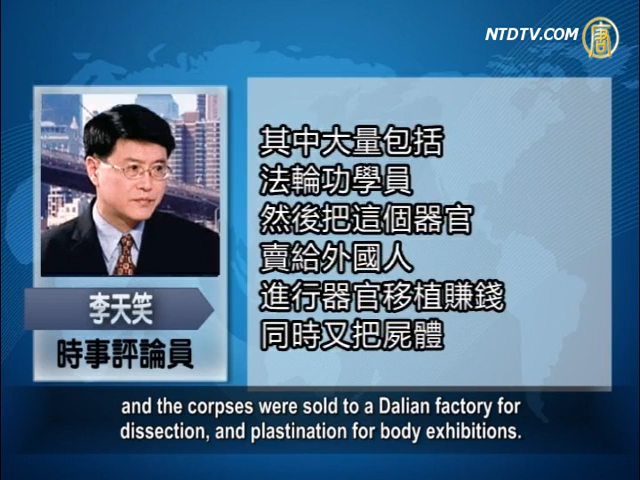 NTDTV.COM
唐
其中大量包括
法輪功學員
然後把這個器官
賣給外國人
進行器官移植賺錢
同時又把屍體
李天笑
時事評論員
and the corpses were sold to a Dalian factory for
dissection, and plastination for body exhibitions.